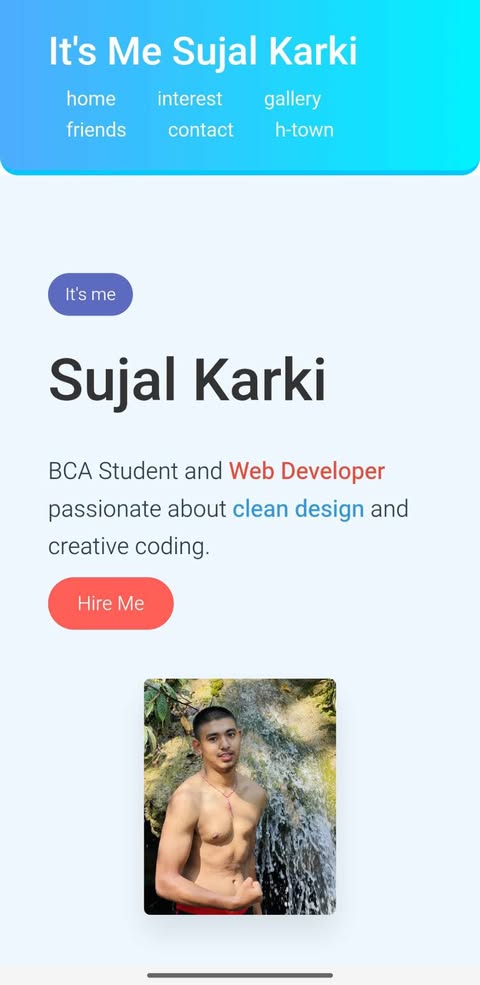 It's Me Sujal Karki
home interest gallery
friends contact h-town
It's me
Sujal Karki
BCA Student and Web Developer
passionate about clean design and
creative coding.
Hire Me